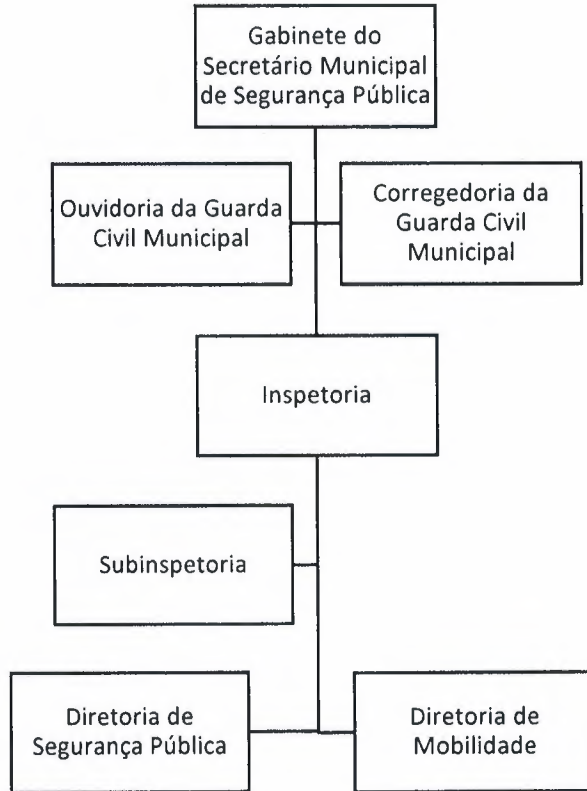 Gabinete do
Secretário Municipal
de Segurança Pública
Ouvidoria da Guarda
Civil Municipal
Corregedoria da
Guarda Civil
Municipal
Inspetoria
Subinspetoria
Diretoria de
Segurança Pública
Diretoria de
Mobilidade